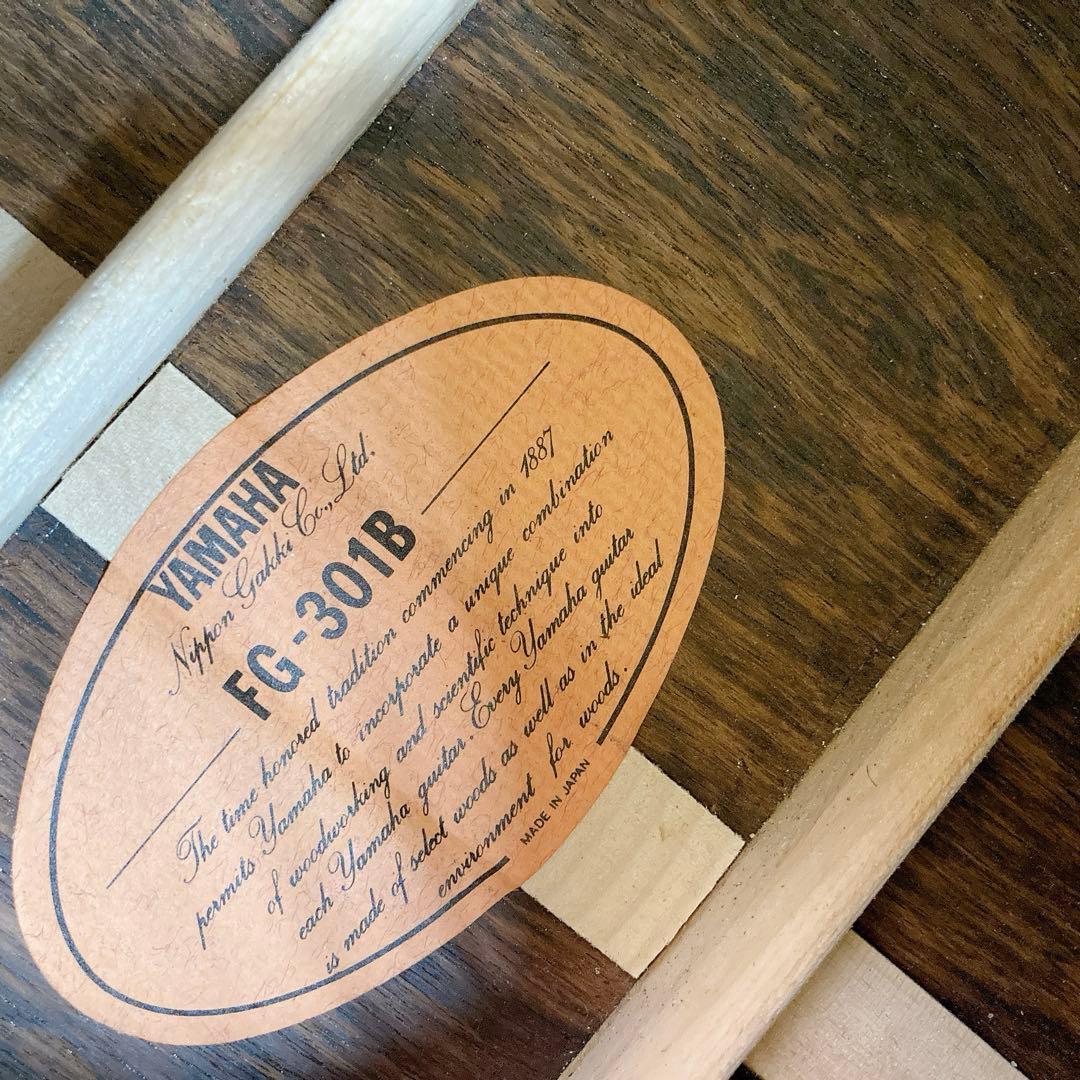 YAMAHA
Nippon Gakki Co., Ltd.
FG-301B
The time honored tradition commencing in 1887
permits Yamaha to incorporate a unique combination
of woodworking and scientific technique into
each Yamaha guitar. Every Yamaha guitar
is made of select woods as well as in the ideal
environment for woods.
MADE IN JAPAN